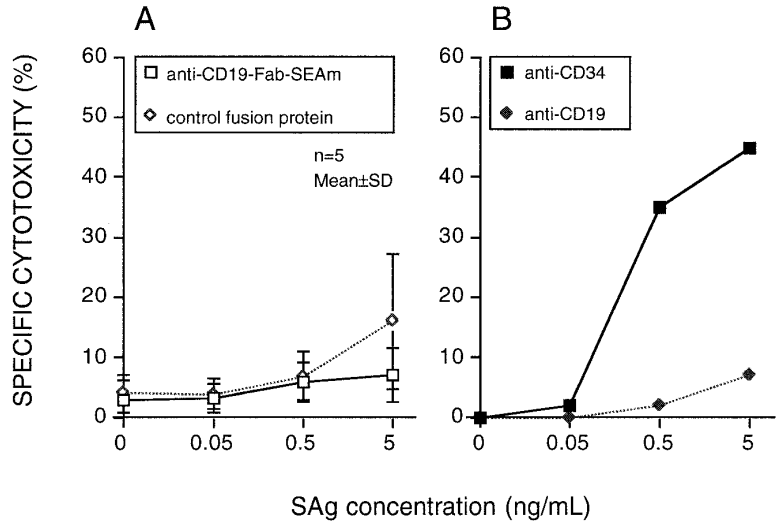 A
B
SPECIFIC CYTOTOXICITY (%)
60
50
40
30
20
10
0
anti-CD19-Fab-SEAm
control fusion protein
n=5
Mean±SD
0
0.05
0.5
5
60
50
40
30
20
10
0
anti-CD34
anti-CD19
0
0.05
0.5
5
SAg concentration (ng/mL)